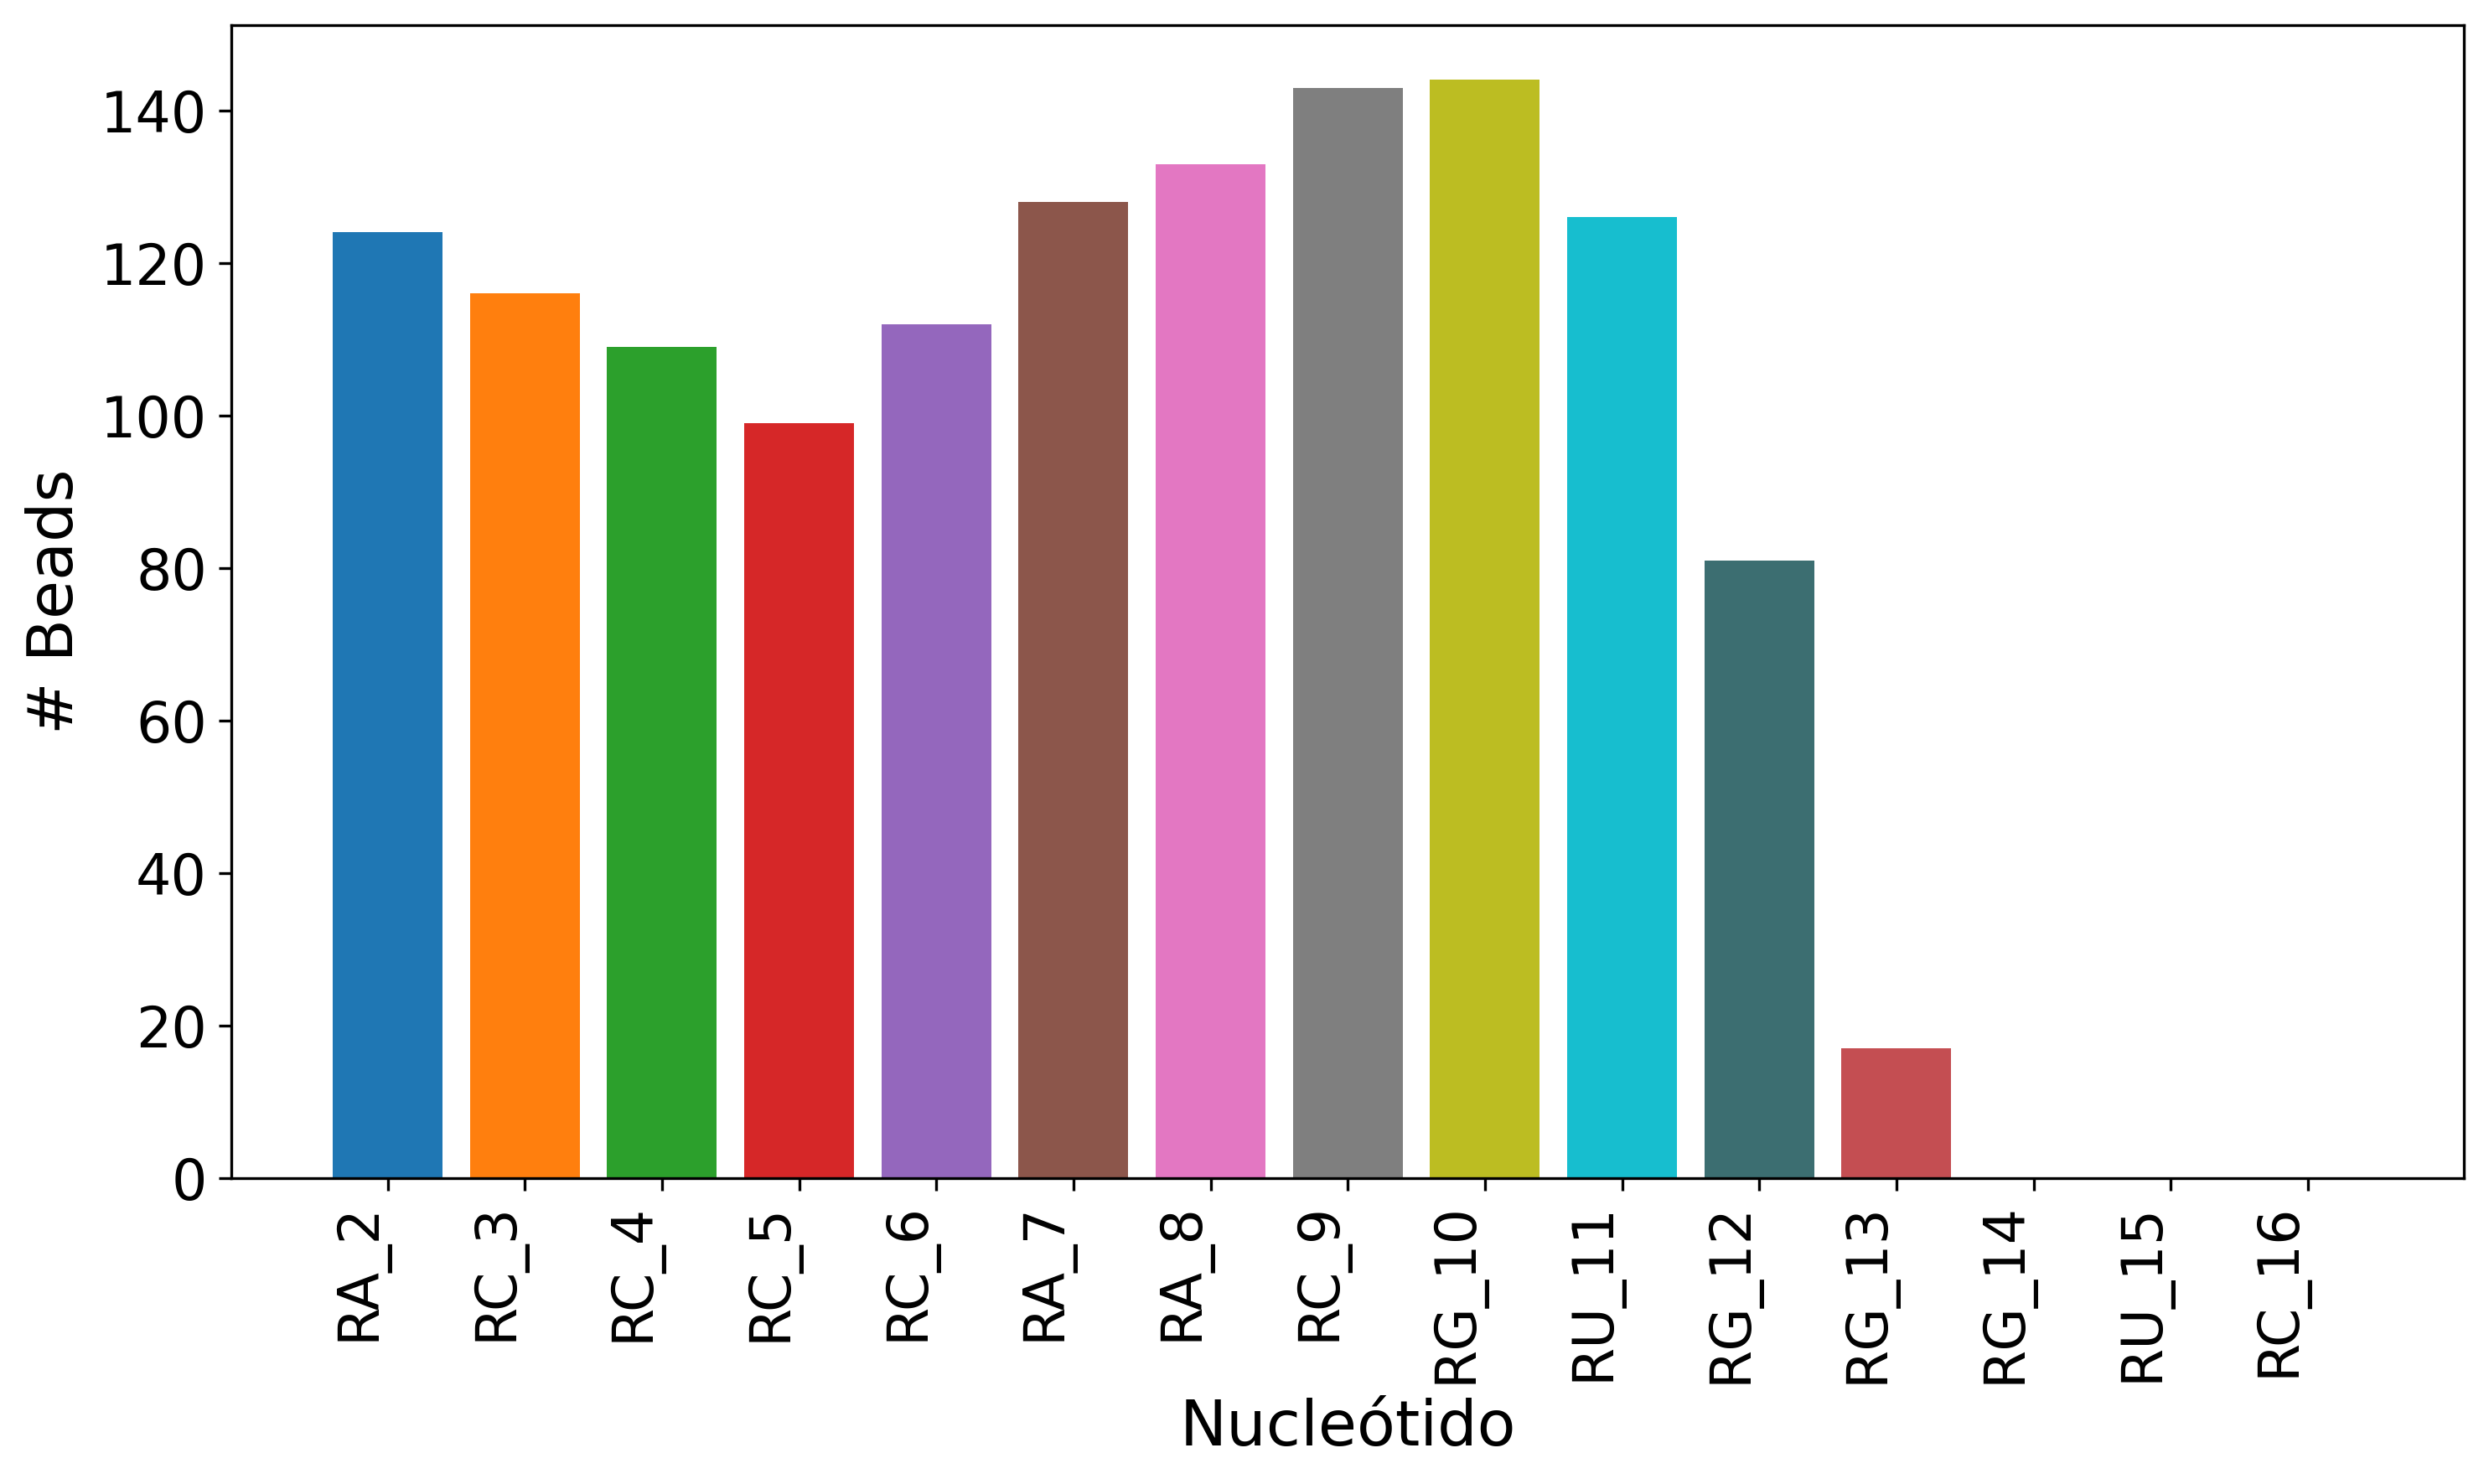 # Beads
140
120
100
80
60
40
20
0
RA_2
RC_3
RC_4
RC_5
RC_6
RA_7
RA_8
RC_9
RG_10
RU_11
RG_12
RG_13
RG_14
RU_15
RC_16
Nucleótido